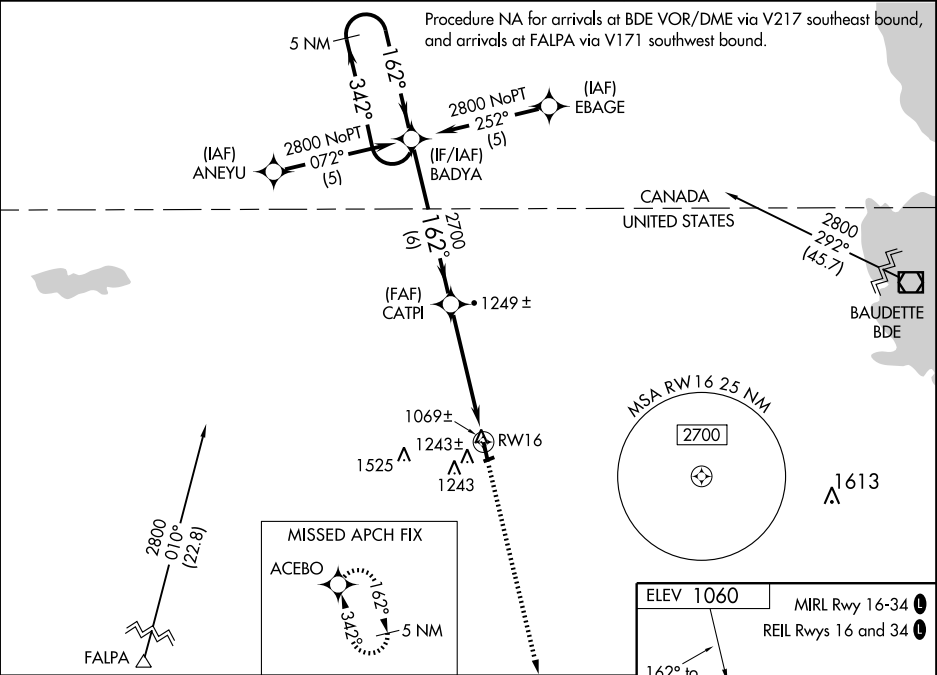 Procedure NA for arrivals at BDE VOR/DME via V217 southeast bound,
and arrivals at FALPA via V171 southwest bound.
5 NM
162°
342°
(IAF)
EBAGE
2800 NoPT
252°
(5)
2800 NoPT
072°
(5)
(IAF)
ANEYU
(IF/IAF)
BADYA
CANADA
UNITED STATES
2700
162°
(6)
2800
292°
(45.7)
(FAF)
CATPI
1249 ±
BAUDETTE
BDE
MSA RW16 25 NM
2700
1069±
RW16
1243±
1525
1243
1613
2800
010°
(22.8)
FALPA
MISSED APCH FIX
ACEBO
162°
342°
5 NM
ELEV 1060
MIRL Rwy 16-34 L
REIL Rwys 16 and 34 L
162° to